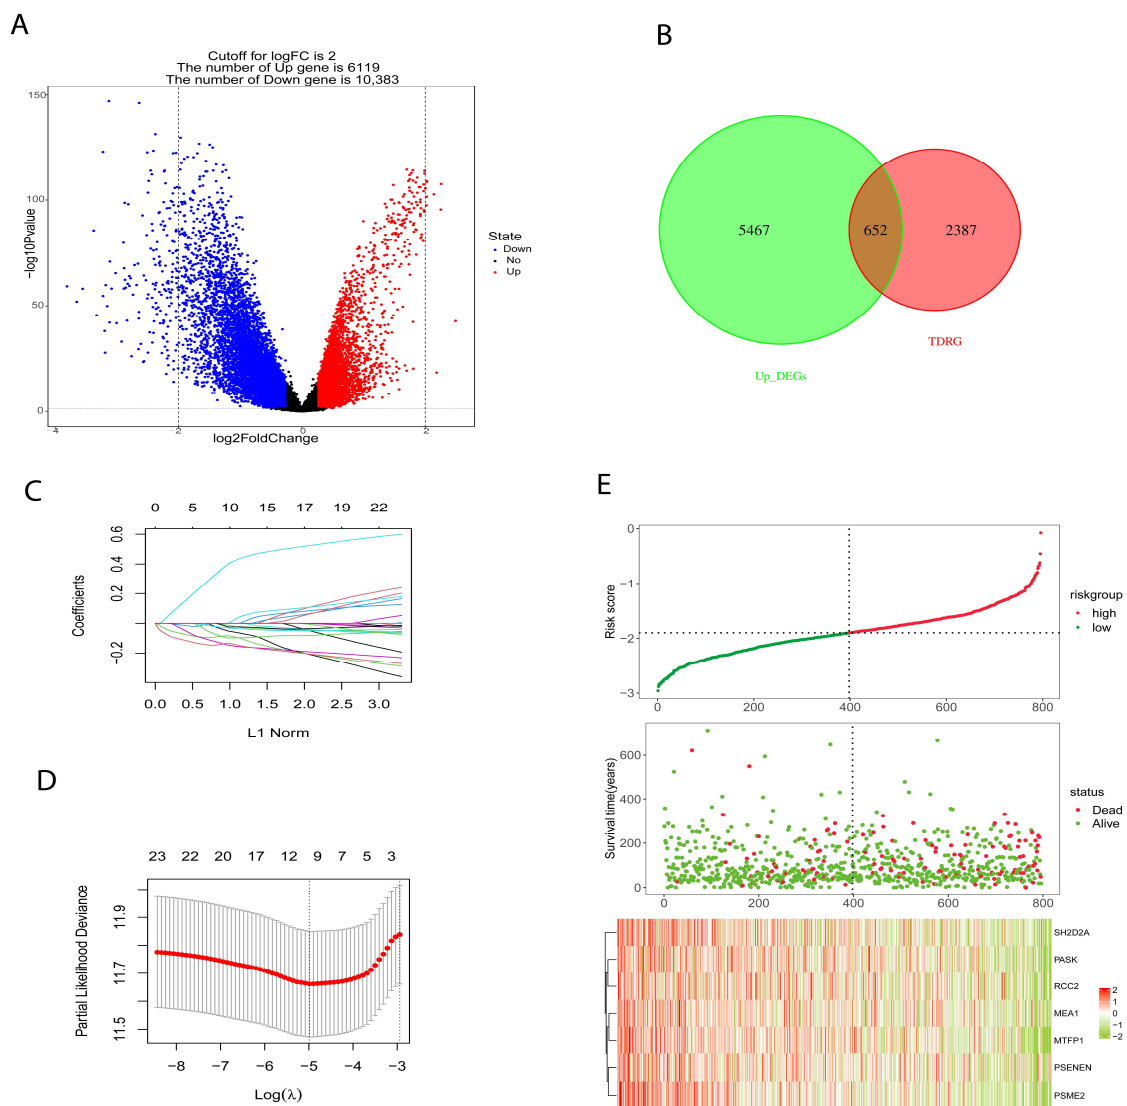 A
Cutoff for logFC is 2
The number of Up gene is 6119
The number of Down gene is 10,383
150
100
50
0
−log10Pvalue
−4
−2
0
2
log2FoldChange
State
Down
No
Up
B
5467
652
2387
TDRG
Up_DEGs
C
0 5 10 15 17 19 22
0.6
0.4
0.2
−0.2
Coefficients
0.0 0.5 1.0 1.5 2.0 2.5 3.0
L1 Norm
D
23 22 20 17 12 9 7 5 3
11.9
11.7
11.5
Partial Likelihood Deviance
−8 −7 −6 −5 −4 −3
Log(λ)
E
0
−1
−2
−3
Risk score
0 200 400 600 800
riskgroup
high
low
600
400
200
0
Survival time(years)
0 200 400 600 800
status
Dead
Alive
SH2D2A
PASK
RCC2
MEA1
MTFP1
PSENEN
PSME2
2
1
0
−1
−2